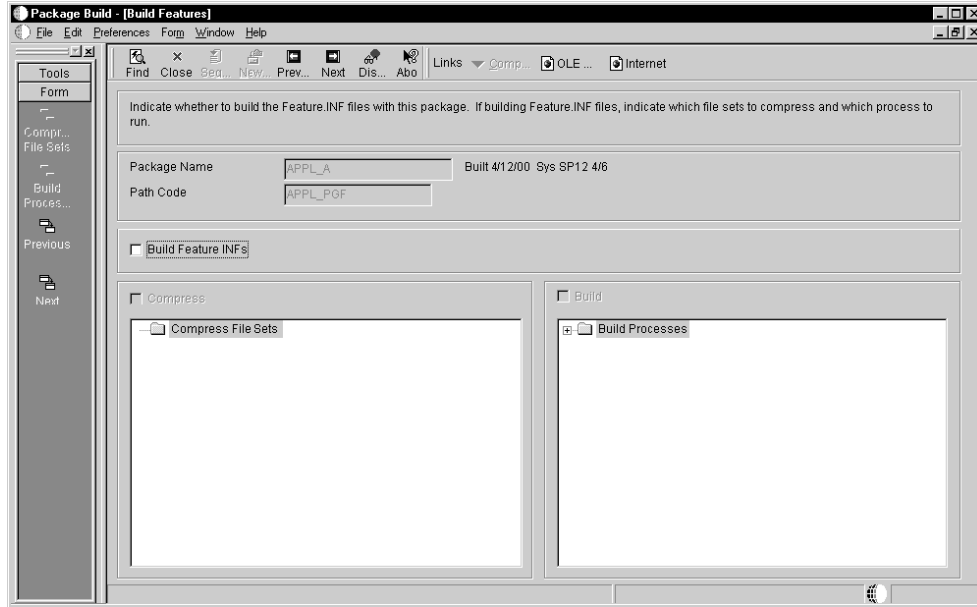 Package Build - [Build Features]
File Edit Preferences Form Window Help
Find Close Seq... New... Prev... Next Dis... Abo Links Comp... OLE ... Internet
Tools
Form
Compr...
File Sets
Build
Proces...
Previous
Next
Indicate whether to build the Feature.INF files with this package. If building Feature.INF files, indicate which file sets to compress and which process to
run.
Package Name APPL_A Built 4/12/00 Sys SP12 4/6
Path Code APPL_PGF
Build Feature INFs
Compress
Compress File Sets
Build
Build Processes